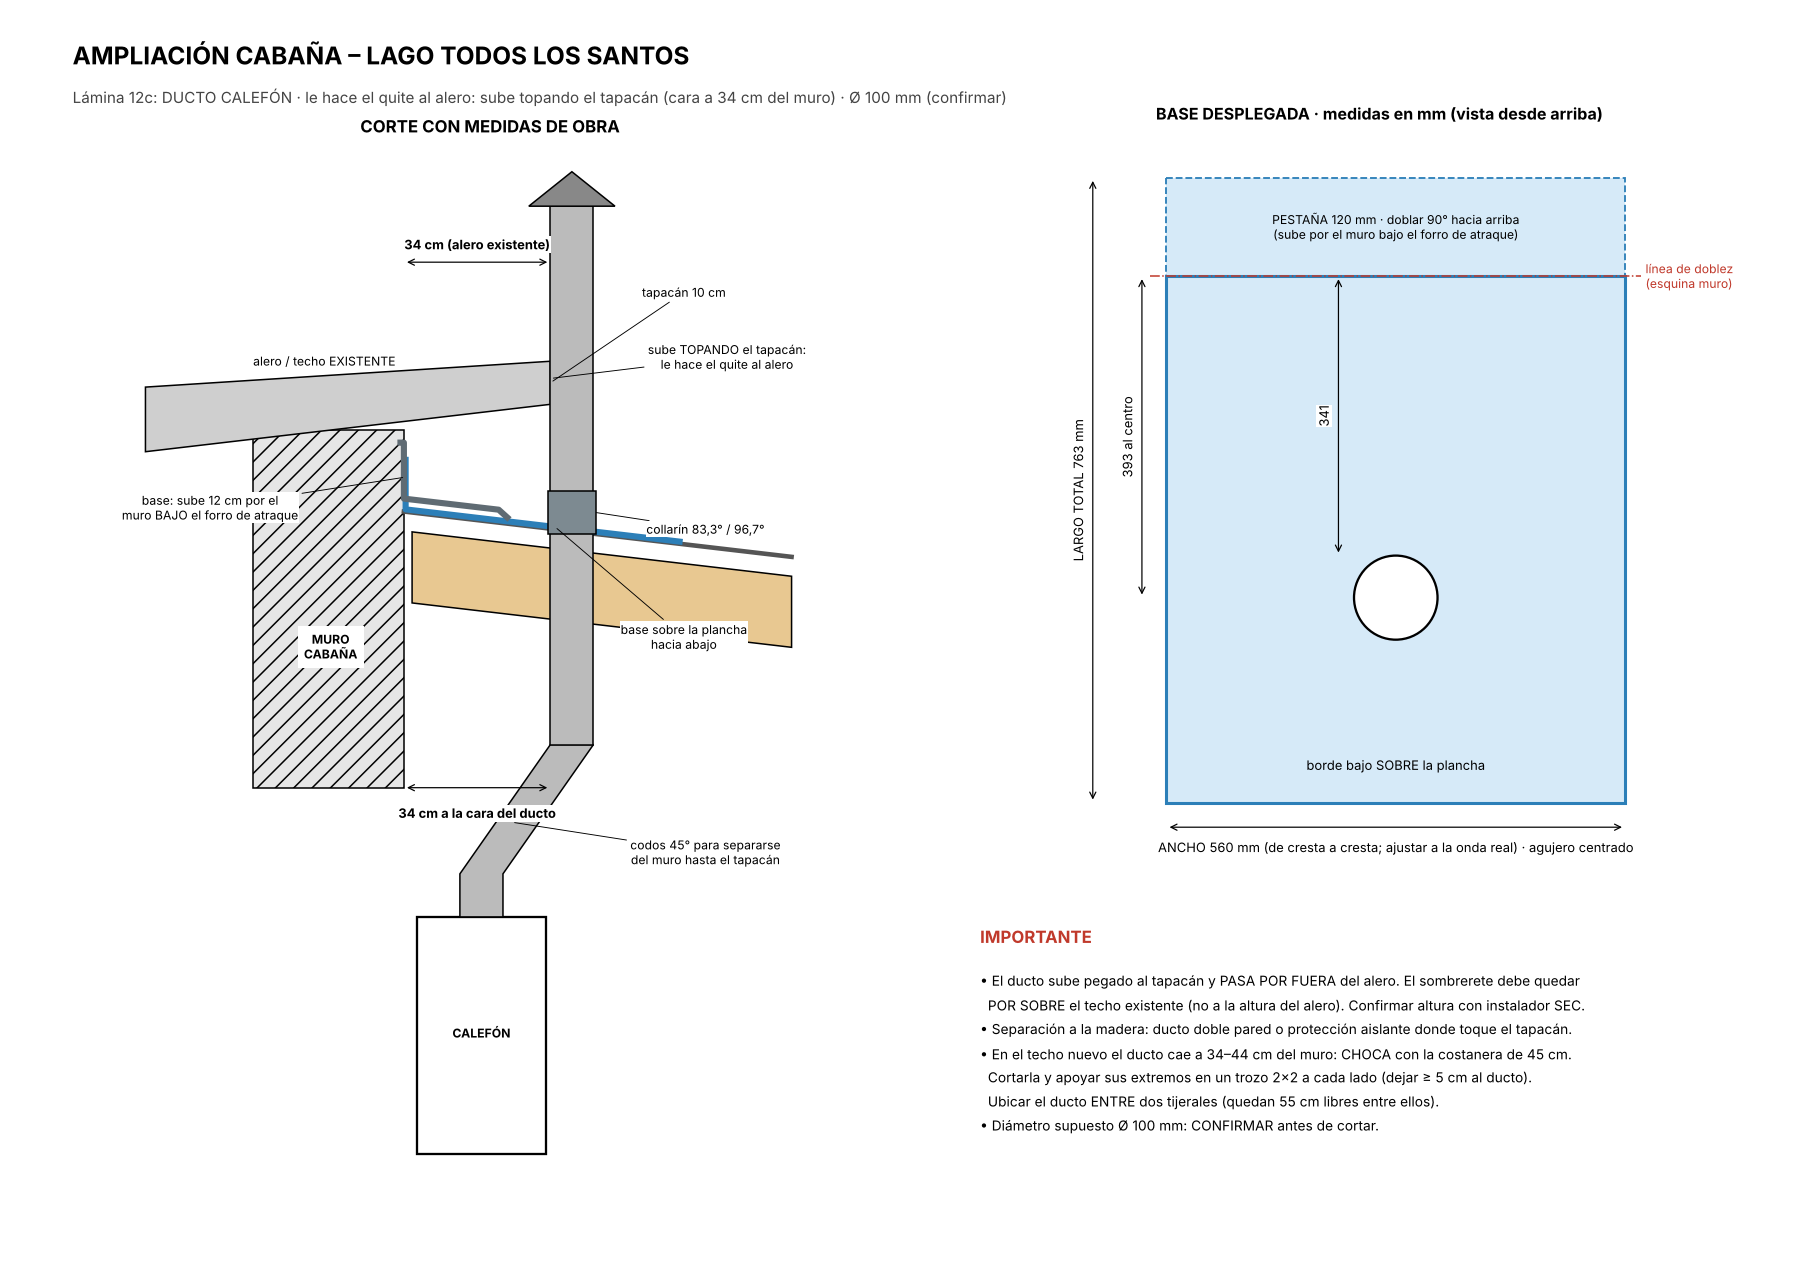 AMPLIACIÓN CABAÑA – LAGO TODOS LOS SANTOS
Lámina 12c: DUCTO CALEFÓN · le hace el quite al alero: sube topando el tapacán (cara a 34 cm del muro) · Ø 100 mm (confirmar)
CORTE CON MEDIDAS DE OBRA
34 cm (alero existente)
tapacán 10 cm
sube TOPANDO el tapacán:
le hace el quite al alero
alero / techo EXISTENTE
base: sube 12 cm por el
muro BAJO el forro de atraque
collarín 83,3° / 96,7°
MURO
CABAÑA
base sobre la plancha
hacia abajo
34 cm a la cara del ducto
codos 45° para separarse
del muro hasta el tapacán
CALEFÓN
BASE DESPLEGADA · medidas en mm (vista desde arriba)
PESTAÑA 120 mm · doblar 90° hacia arriba
(sube por el muro bajo el forro de atraque)
línea de doblez
(esquina muro)
LARGO TOTAL 763 mm
393 al centro
341
borde bajo SOBRE la plancha
ANCHO 560 mm (de cresta a cresta; ajustar a la onda real) · agujero centrado
IMPORTANTE
• El ducto sube pegado al tapacán y PASA POR FUERA del alero. El sombrerete debe quedar
POR SOBRE el techo existente (no a la altura del alero). Confirmar altura con instalador SEC.
• Separación a la madera: ducto doble pared o protección aislante donde toque el tapacán.
• En el techo nuevo el ducto cae a 34–44 cm del muro: CHOCA con la costanera de 45 cm.
Cortarla y apoyar sus extremos en un trozo 2×2 a cada lado (dejar ≥ 5 cm al ducto).
Ubicar el ducto ENTRE dos tijerales (quedan 55 cm libres entre ellos).
• Diámetro supuesto Ø 100 mm: CONFIRMAR antes de cortar.